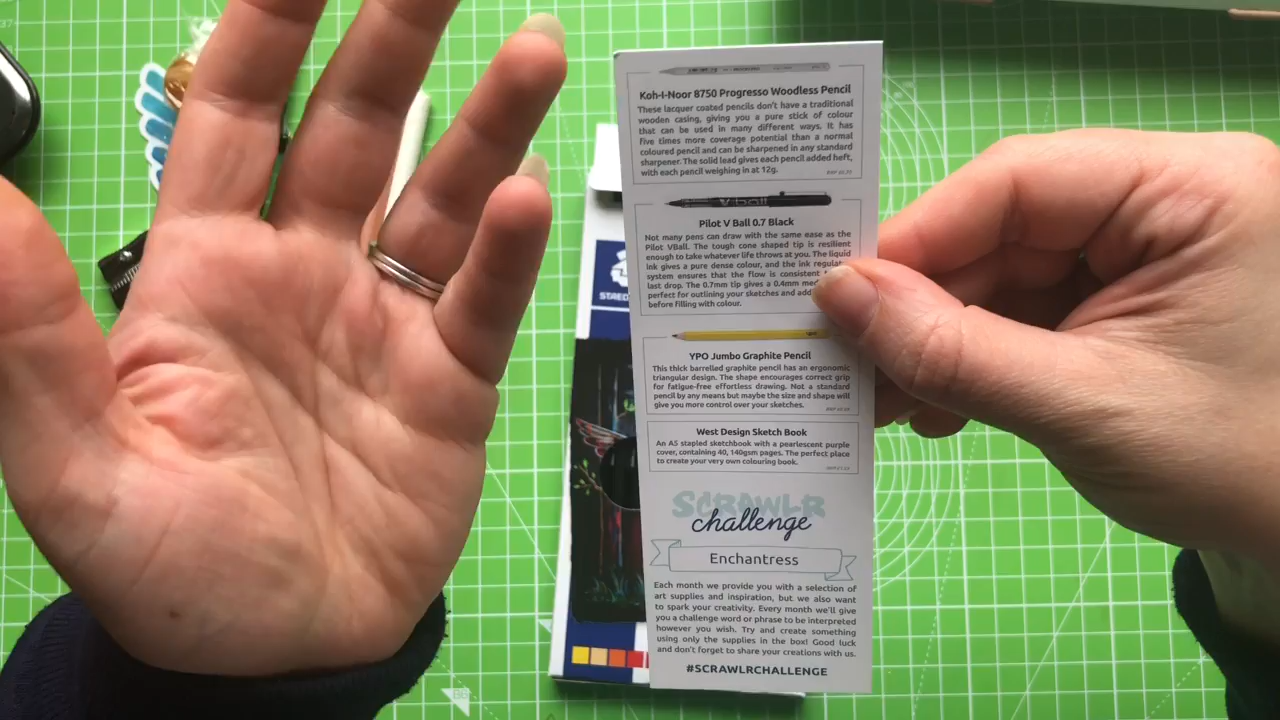 Koh-I-Noor 8750 Progresso Woodless Pencil
These lacquer coated pencils don't have a traditional
wooden casing, giving you a pure stick of colour
that can be used in many different ways. It has
five times more coverage potential than a normal
coloured pencil and can be sharpened in any standard
sharpener. The solid lead gives each pencil added heft,
with each pencil weighing in at 12g.
V ball
Pilot V Ball 0.7 Black
Not many pens can draw with the same ease as the
Pilot VBall. The tough cone shaped tip is resilient
enough to take whatever life throws at you. The liquid
ink gives a pure dense colour, and the ink regulat
system ensures that the flow is consistent
last drop. The 0.7mm tip gives a 0.4mm
perfect for outlining your sketches and
before filling with colour.
YPO Jumbo Graphite Pencil
This thick barrelled graphite pencil has an ergonomic
triangular design. The shape encourages correct grip
for fatigue-free effortless drawing. Not a standard
pencil by any means but maybe the size and shape will
give you more control over your sketches.
West Design Sketch Book
An A5 stapled sketchbook with a pearlescent purple
cover, containing 40, 140gsm pages. The perfect place
to create your very own colouring book.
SCRAWLR
challenge
Enchantress
Each month we provide you with a selection of
art supplies and inspiration, but we also want
to spark your creativity. Every month we'll give
you a challenge word or phrase to be interpreted
however you wish. Try and create something
using only the supplies in the box! Good luck
and don't forget to share your creations with us.
#SCRAWLRCHALLENGE
STAED